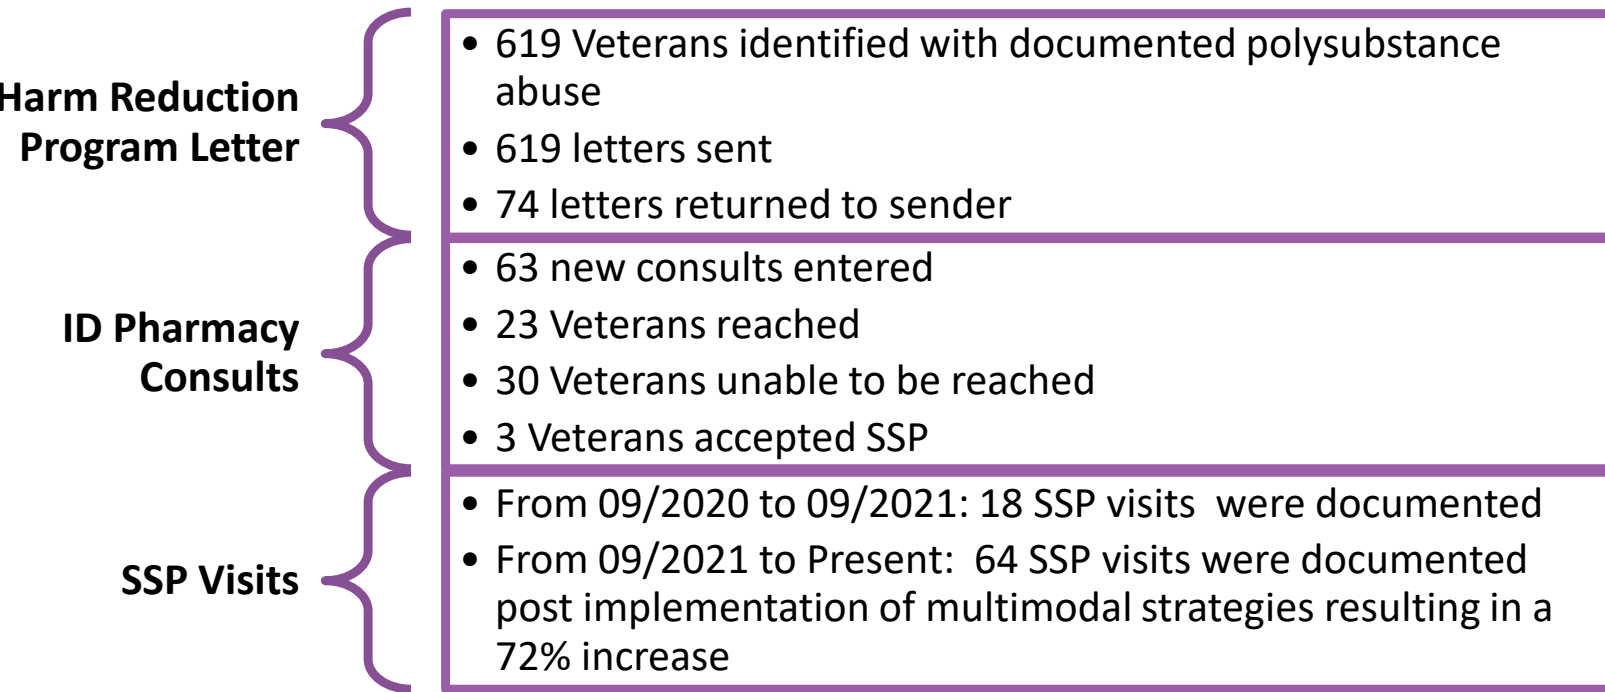 Harm Reduction
Program Letter
• 619 Veterans identified with documented polysubstance
abuse
• 619 letters sent
• 74 letters returned to sender
ID Pharmacy
Consults
• 63 new consults entered
• 23 Veterans reached
• 30 Veterans unable to be reached
• 3 Veterans accepted SSP
SSP Visits
• From 09/2020 to 09/2021: 18 SSP visits  were documented
• From 09/2021 to Present:  64 SSP visits were documented
post implementation of multimodal strategies resulting in a
72% increase